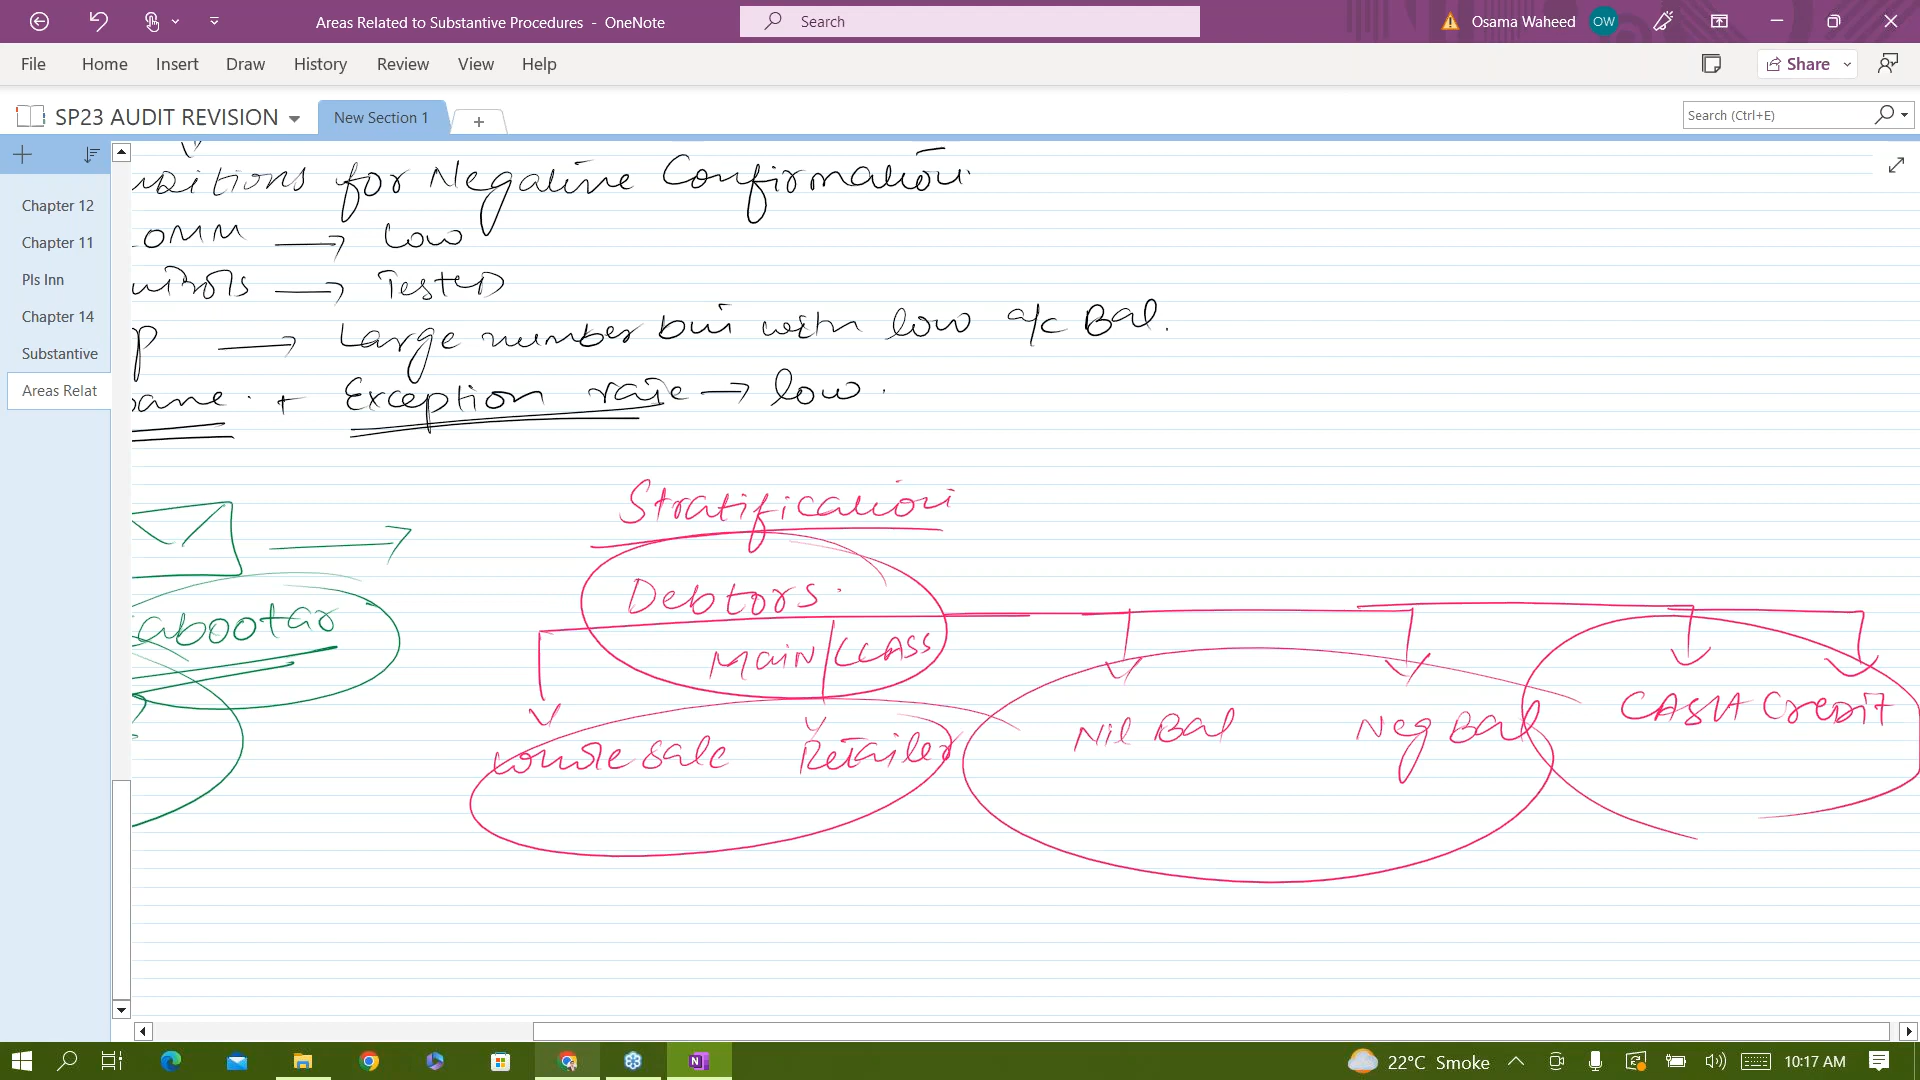 Areas Related to Substantive Procedures - OneNote
Search
Osama Waheed
OW
File Home Insert Draw History Review View Help
Share
SP23 AUDIT REVISION
New Section 1
+
Search (Ctrl+E)
Chapter 12
Chapter 11
Pls Inn
Chapter 14
Substantive
Areas Relat
for Negative Confirmation.
OMM → Low
→ Tested
→ Large number but with low a/c Bal.
+ Exception rate → low.
Stratification
Debtors.
Main/CLASS
abootar
Wholesale Retailer Nil Bal Neg Bal CASH Credit
22°C Smoke
10:17 AM